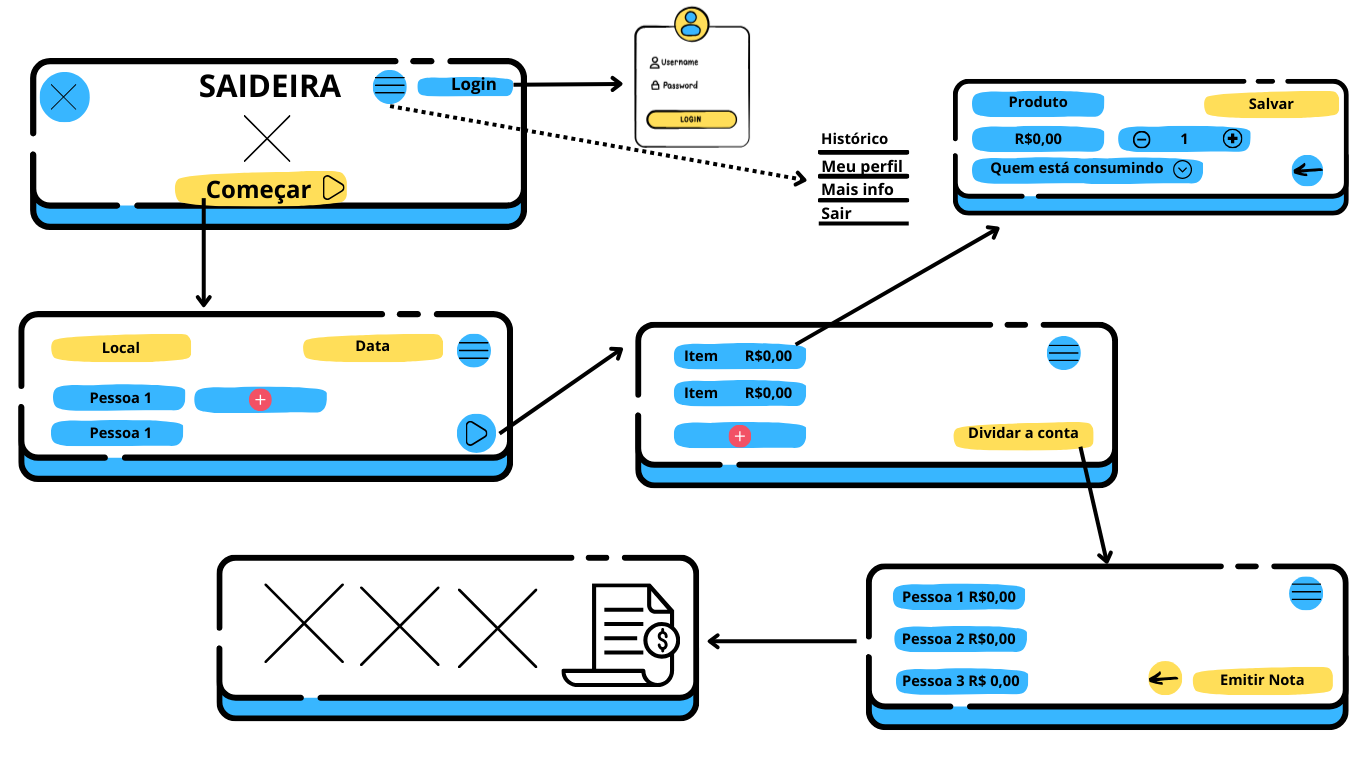 SAIDEIRA
Login
Começar
Username
Password
LOGIN
Histórico
Meu perfil
Mais info
Sair
Produto
Salvar
R$0,00
1
Quem está consumindo
Local
Data
Pessoa 1
Pessoa 1
Item R$0,00
Item R$0,00
Dividar a conta
Pessoa 1 R$0,00
Pessoa 2 R$0,00
Pessoa 3 R$ 0,00
Emitir Nota
$